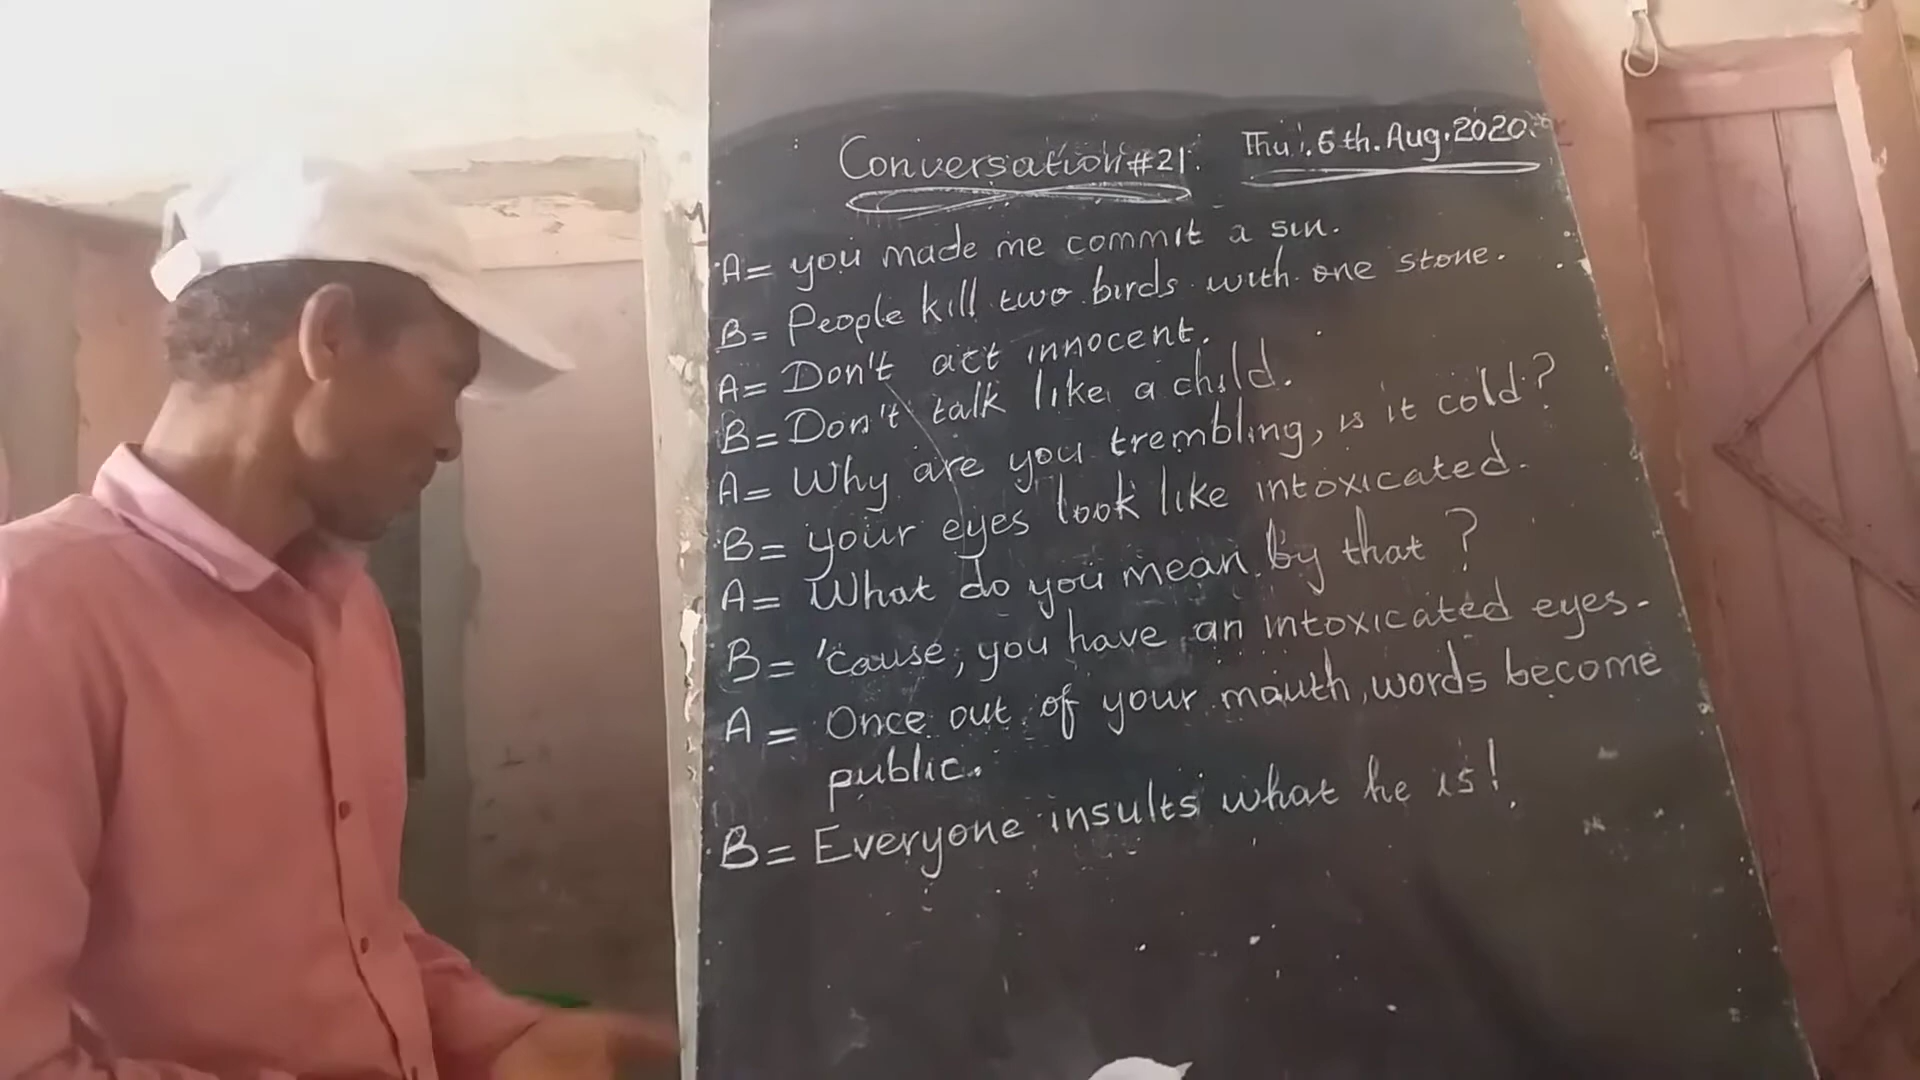 Conversation #21. Thu. 6th. Aug. 2020.
A= you made me commit a sin.
B= People kill two birds with one stone.
A= Don't act innocent.
B= Don't talk like a child.
A= Why are you trembling, is it cold?
B= your eyes look like intoxicated.
A= What do you mean by that?
B= 'cause, you have an intoxicated eyes.
A= Once out of your mouth, words become
public.
B= Everyone insults what he is!